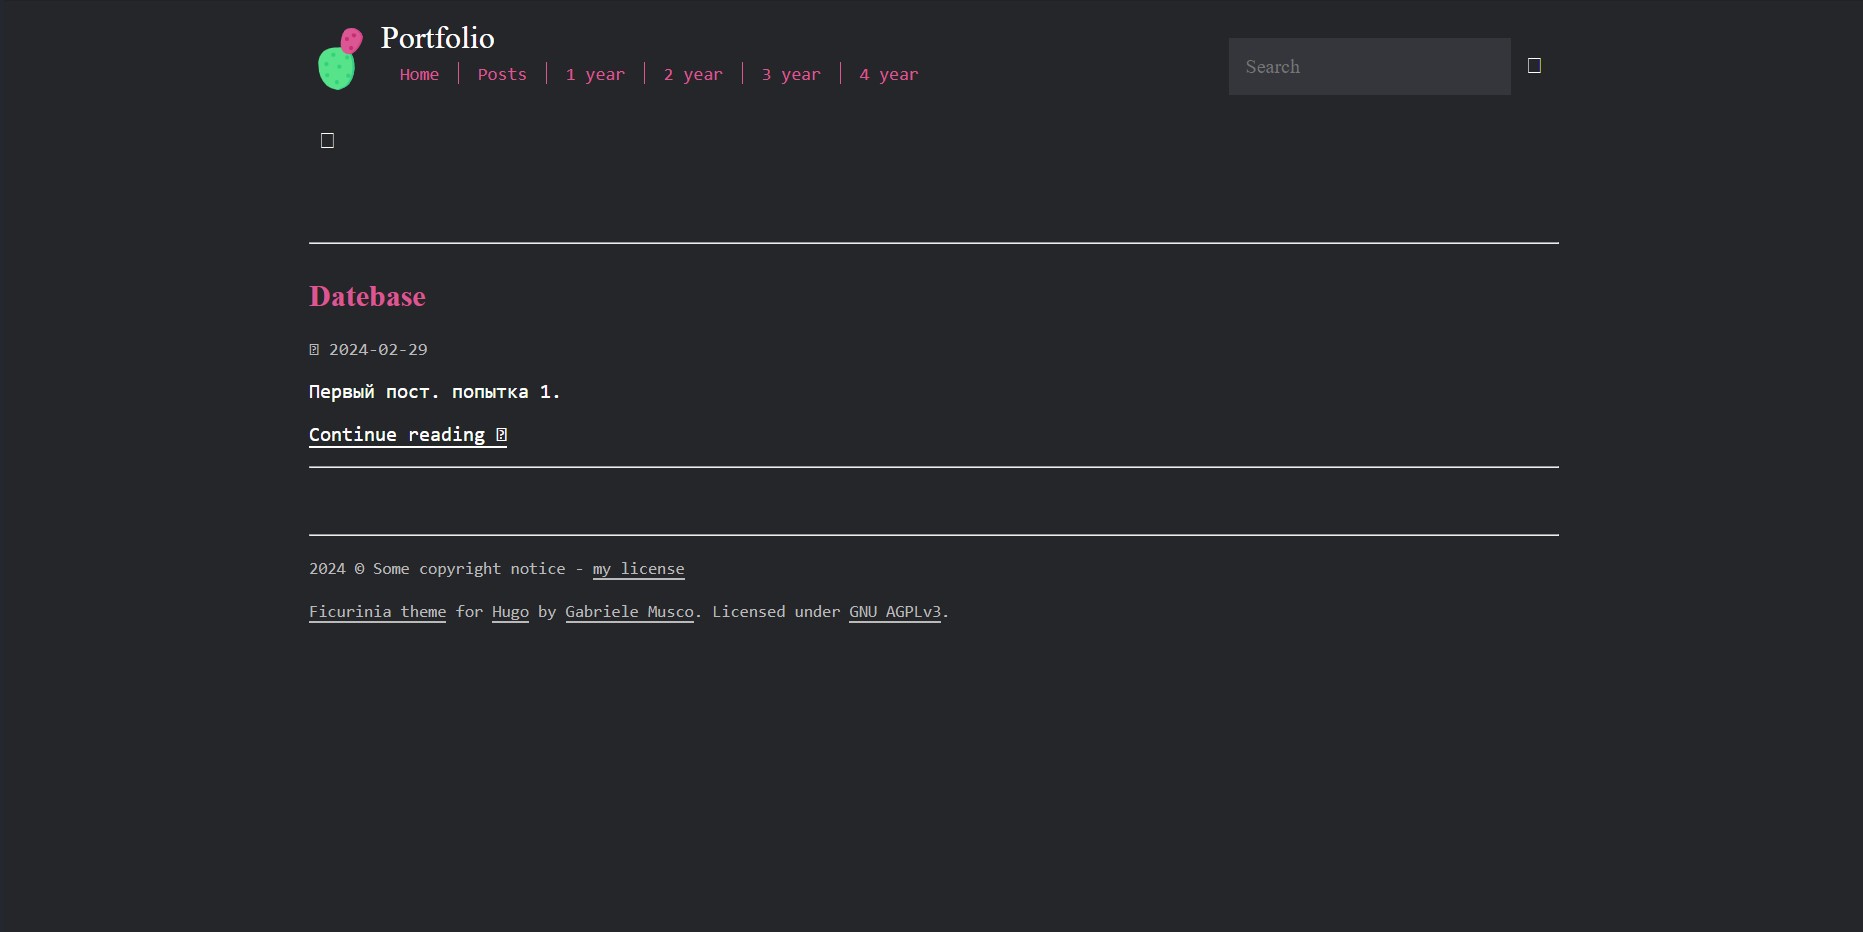 Portfolio
Home
Posts
1 year
2 year
3 year
4 year
Search
Datebase
2024-02-29
Первый пост. попытка 1.
Continue reading
2024 © Some copyright notice - my license
Ficurinia theme for Hugo by Gabriele Musco. Licensed under GNU AGPLv3.